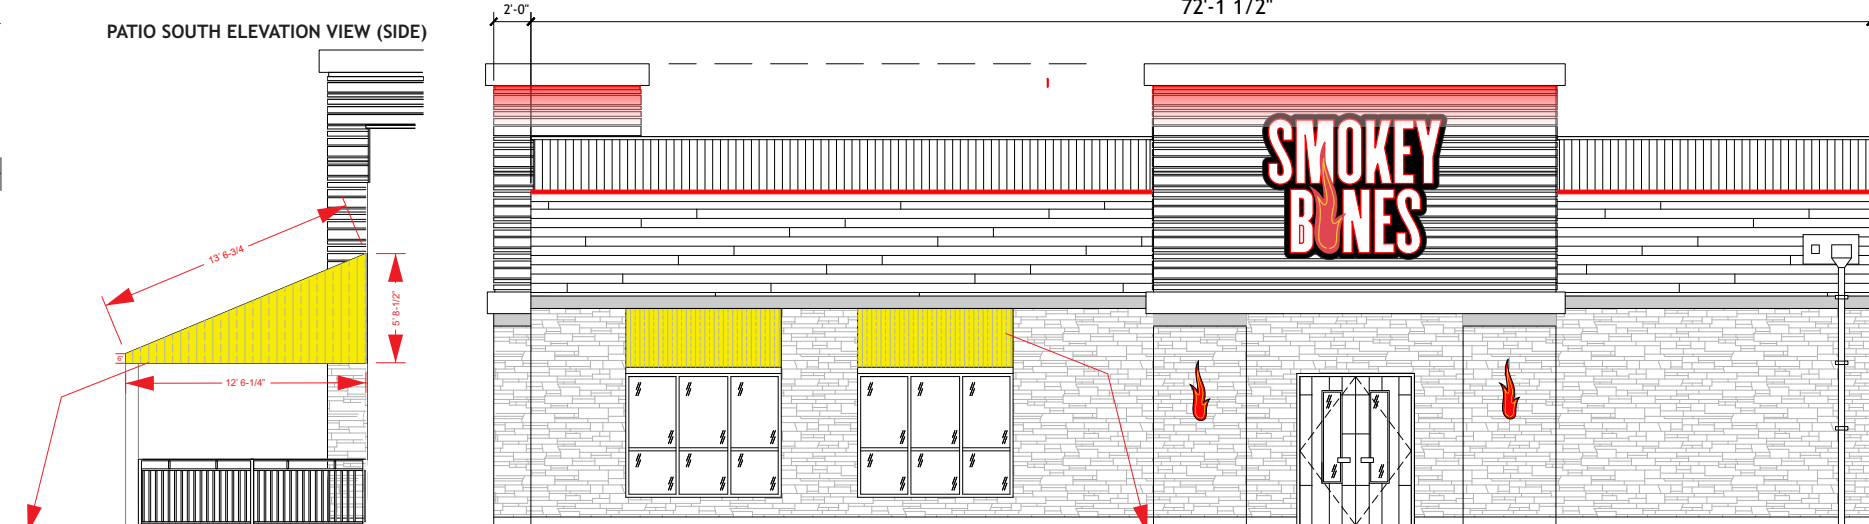 PATIO SOUTH ELEVATION VIEW (SIDE)
2'-0"
72'-1 1/2"
13' 6-3/4
5' 8-1/2"
12' 6-1/4"
SMOKEY
BONES